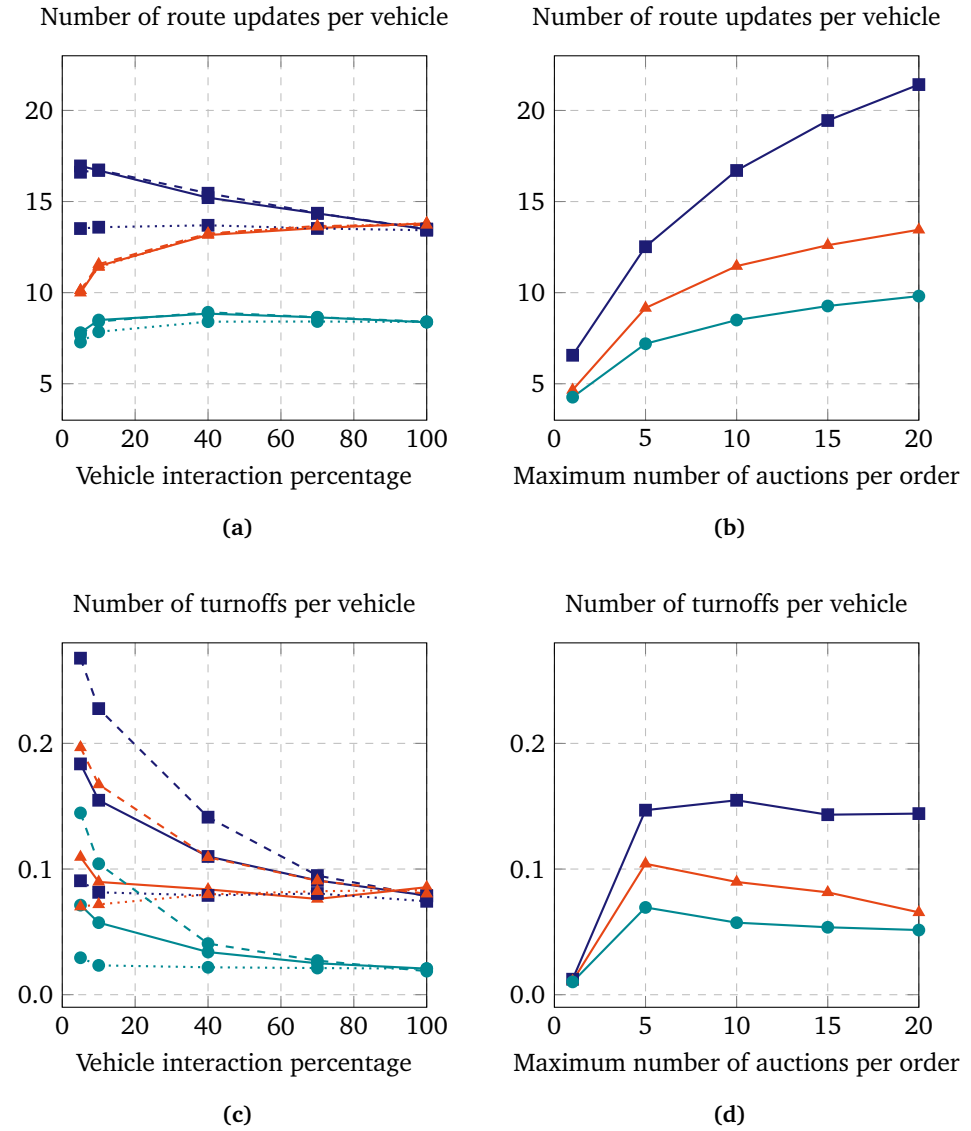 Number of route updates per vehicle
20
15
10
5
0 20 40 60 80 100
Vehicle interaction percentage
(a)
Number of route updates per vehicle
20
15
10
5
0 5 10 15 20
Maximum number of auctions per order
(b)
Number of turnoffs per vehicle
0.2
0.1
0.0
0 20 40 60 80 100
Vehicle interaction percentage
(c)
Number of turnoffs per vehicle
0.2
0.1
0.0
0 5 10 15 20
Maximum number of auctions per order
(d)